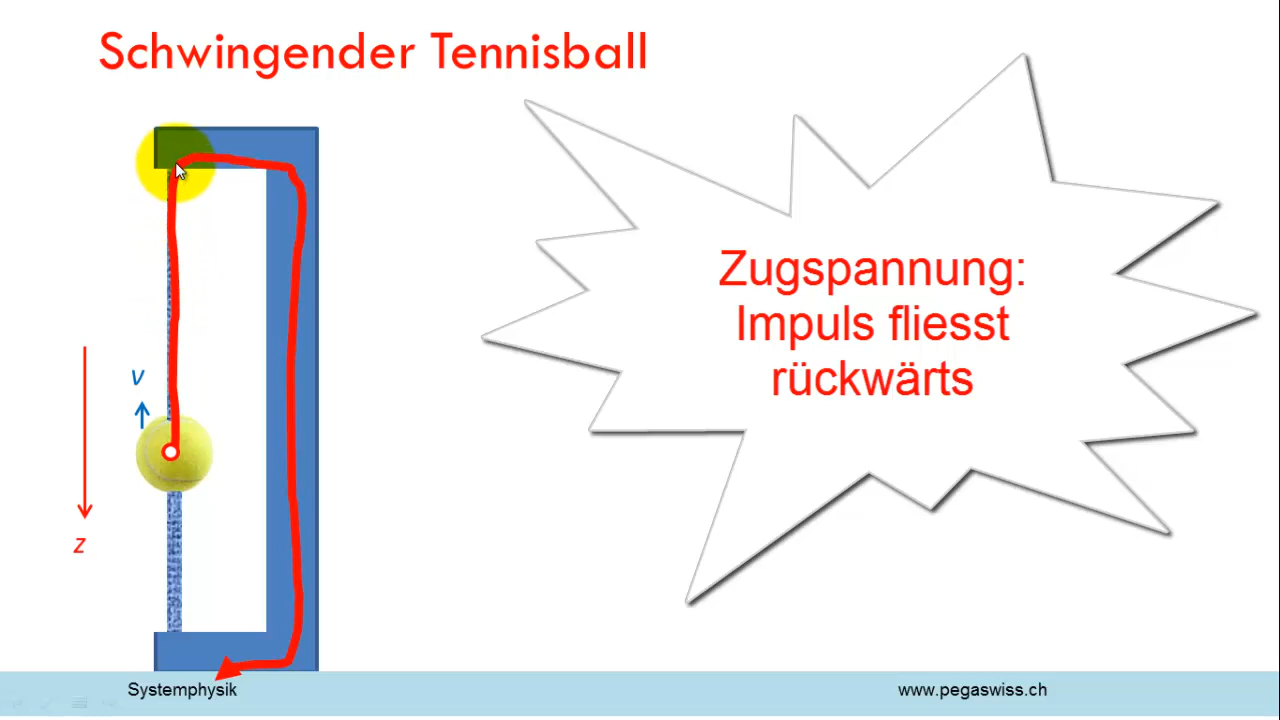 Schwingender Tennisball
Zugspannung:
Impuls fliesst
rückwärts
v
z
Systemphysik
www.pegaswiss.ch